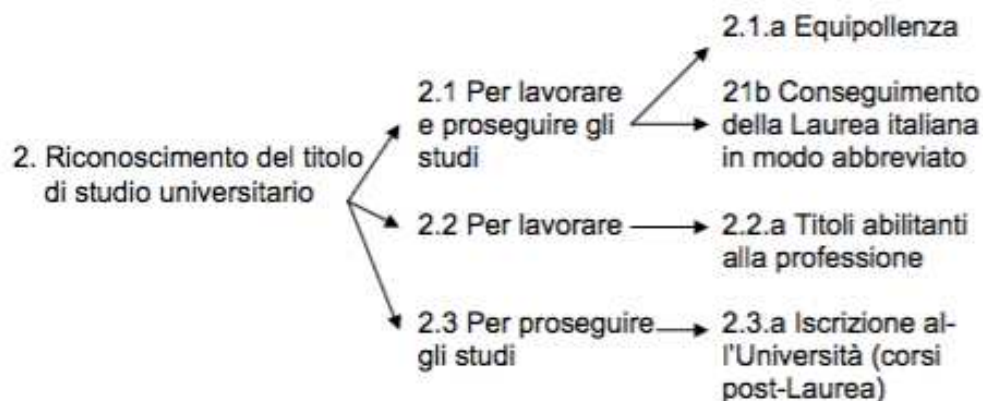 2. Riconoscimento del titolo
di studio universitario
2.1 Per lavorare
e proseguire gli
studi
2.1.a Equipollenza
21b Conseguimento
della Laurea italiana
in modo abbreviato
2.2 Per lavorare
2.2.a Titoli abilitanti
alla professione
2.3 Per proseguire
gli studi
2.3.a Iscrizione al-
l'Università (corsi
post-Laurea)